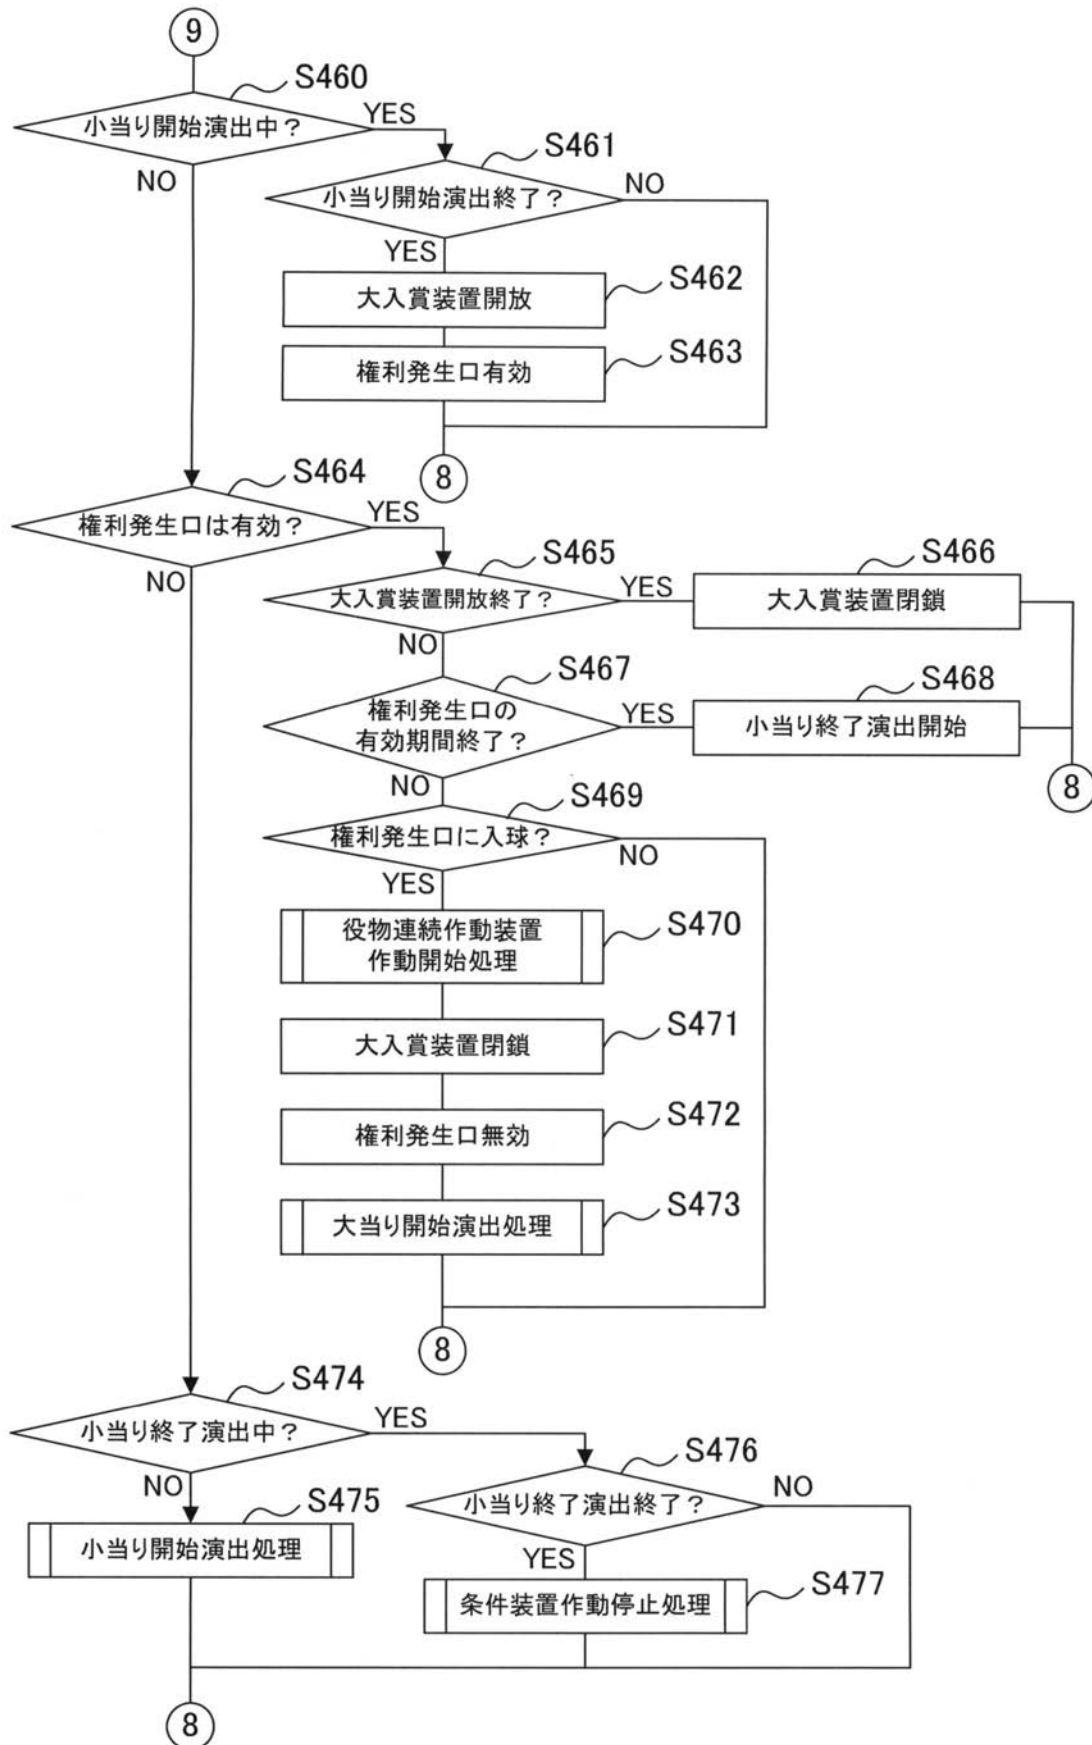 9
S460
小当り開始演出中？
YES
NO
S461
小当り開始演出終了？
NO
YES
大入賞装置開放
S462
権利発生口有効
S463
8
S464
権利発生口は有効？
YES
NO
S465
大入賞装置開放終了？
YES
NO
S466
大入賞装置閉鎖
S467
権利発生口の
有効期間終了？
YES
NO
S468
小当り終了演出開始
8
S469
権利発生口に入球？
NO
YES
役物連続作動装置
作動開始処理
S470
大入賞装置閉鎖
S471
権利発生口無効
S472
大当り開始演出処理
S473
8
S474
小当り終了演出中？
YES
NO
S475
小当り開始演出処理
S476
小当り終了演出終了？
NO
YES
条件装置作動停止処理
S477
8